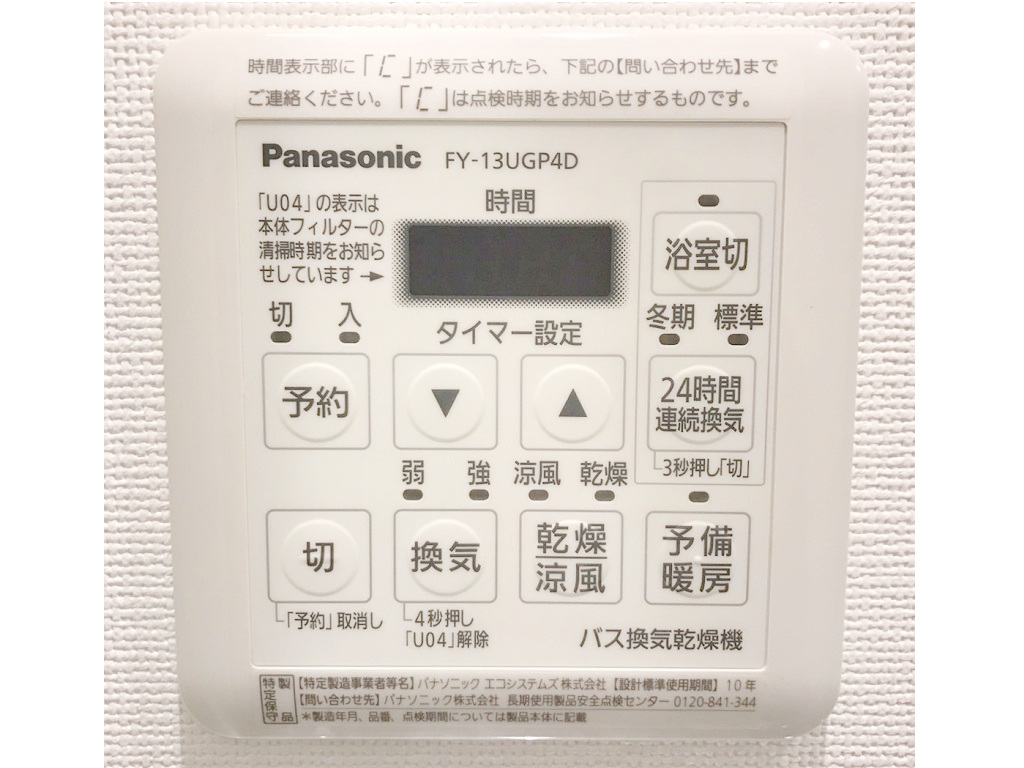 時間表示部に「[」が表示されたら、下記の【問い合わせ先】まで
ご連絡ください。「[」は点検時期をお知らせするものです。
Panasonic FY-13UGP4D
「U04」の表示は
本体フィルターの
清掃時期をお知ら
せしています→
時間
浴室切
切 入
タイマー設定
冬期 標準
予約
▼
▲
24時間
連続換気
3秒押し「切」
弱 強 涼風 乾燥
切
換気
乾燥
涼風
予備
暖房
「予約」取消し
4秒押し
「U04」解除
バス換気乾燥機
特定保守製品
【特定製造事業者等名】パナソニック エコシステムズ株式会社【設計標準使用期間】10年
【問い合わせ先】パナソニック株式会社 長期使用製品安全点検センター 0120-841-344
*製造年月、品番、点検期間については製品本体に記載